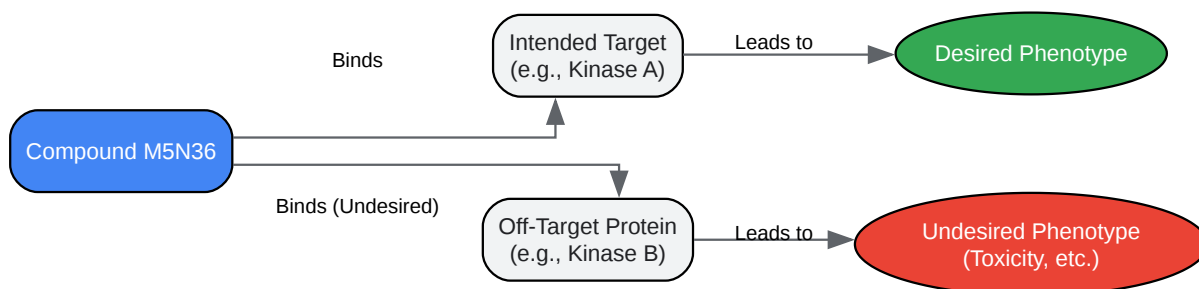 Intended Target
(e.g., Kinase A)
Leads to
Desired Phenotype
Binds
Compound M5N36
Binds (Undesired)
Off-Target Protein
(e.g., Kinase B)
Leads to
Undesired Phenotype
(Toxicity, etc.)